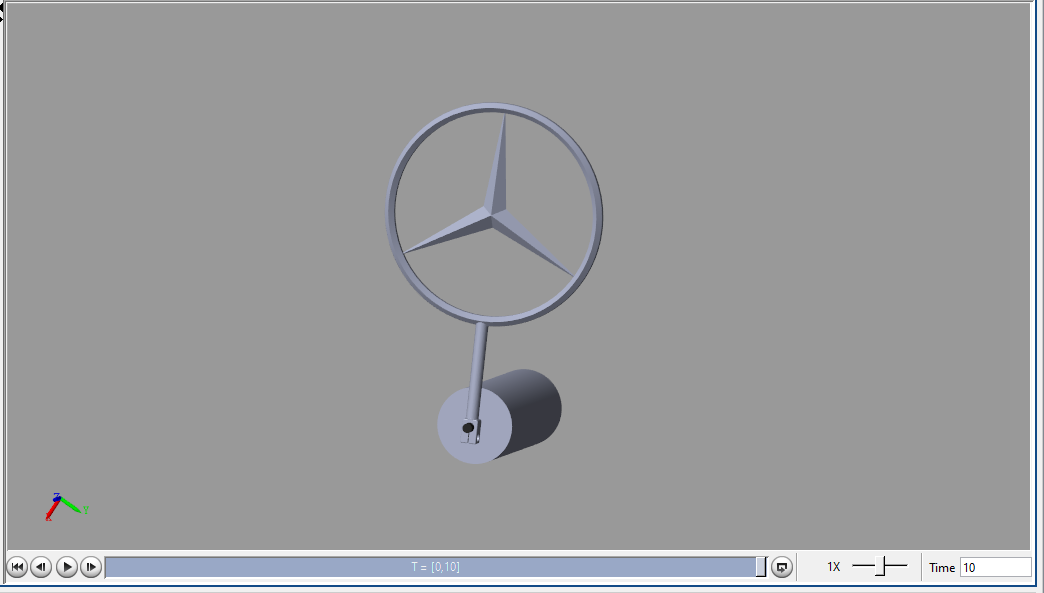 Z
Y
X
T = [0,10]
1X
Time
10